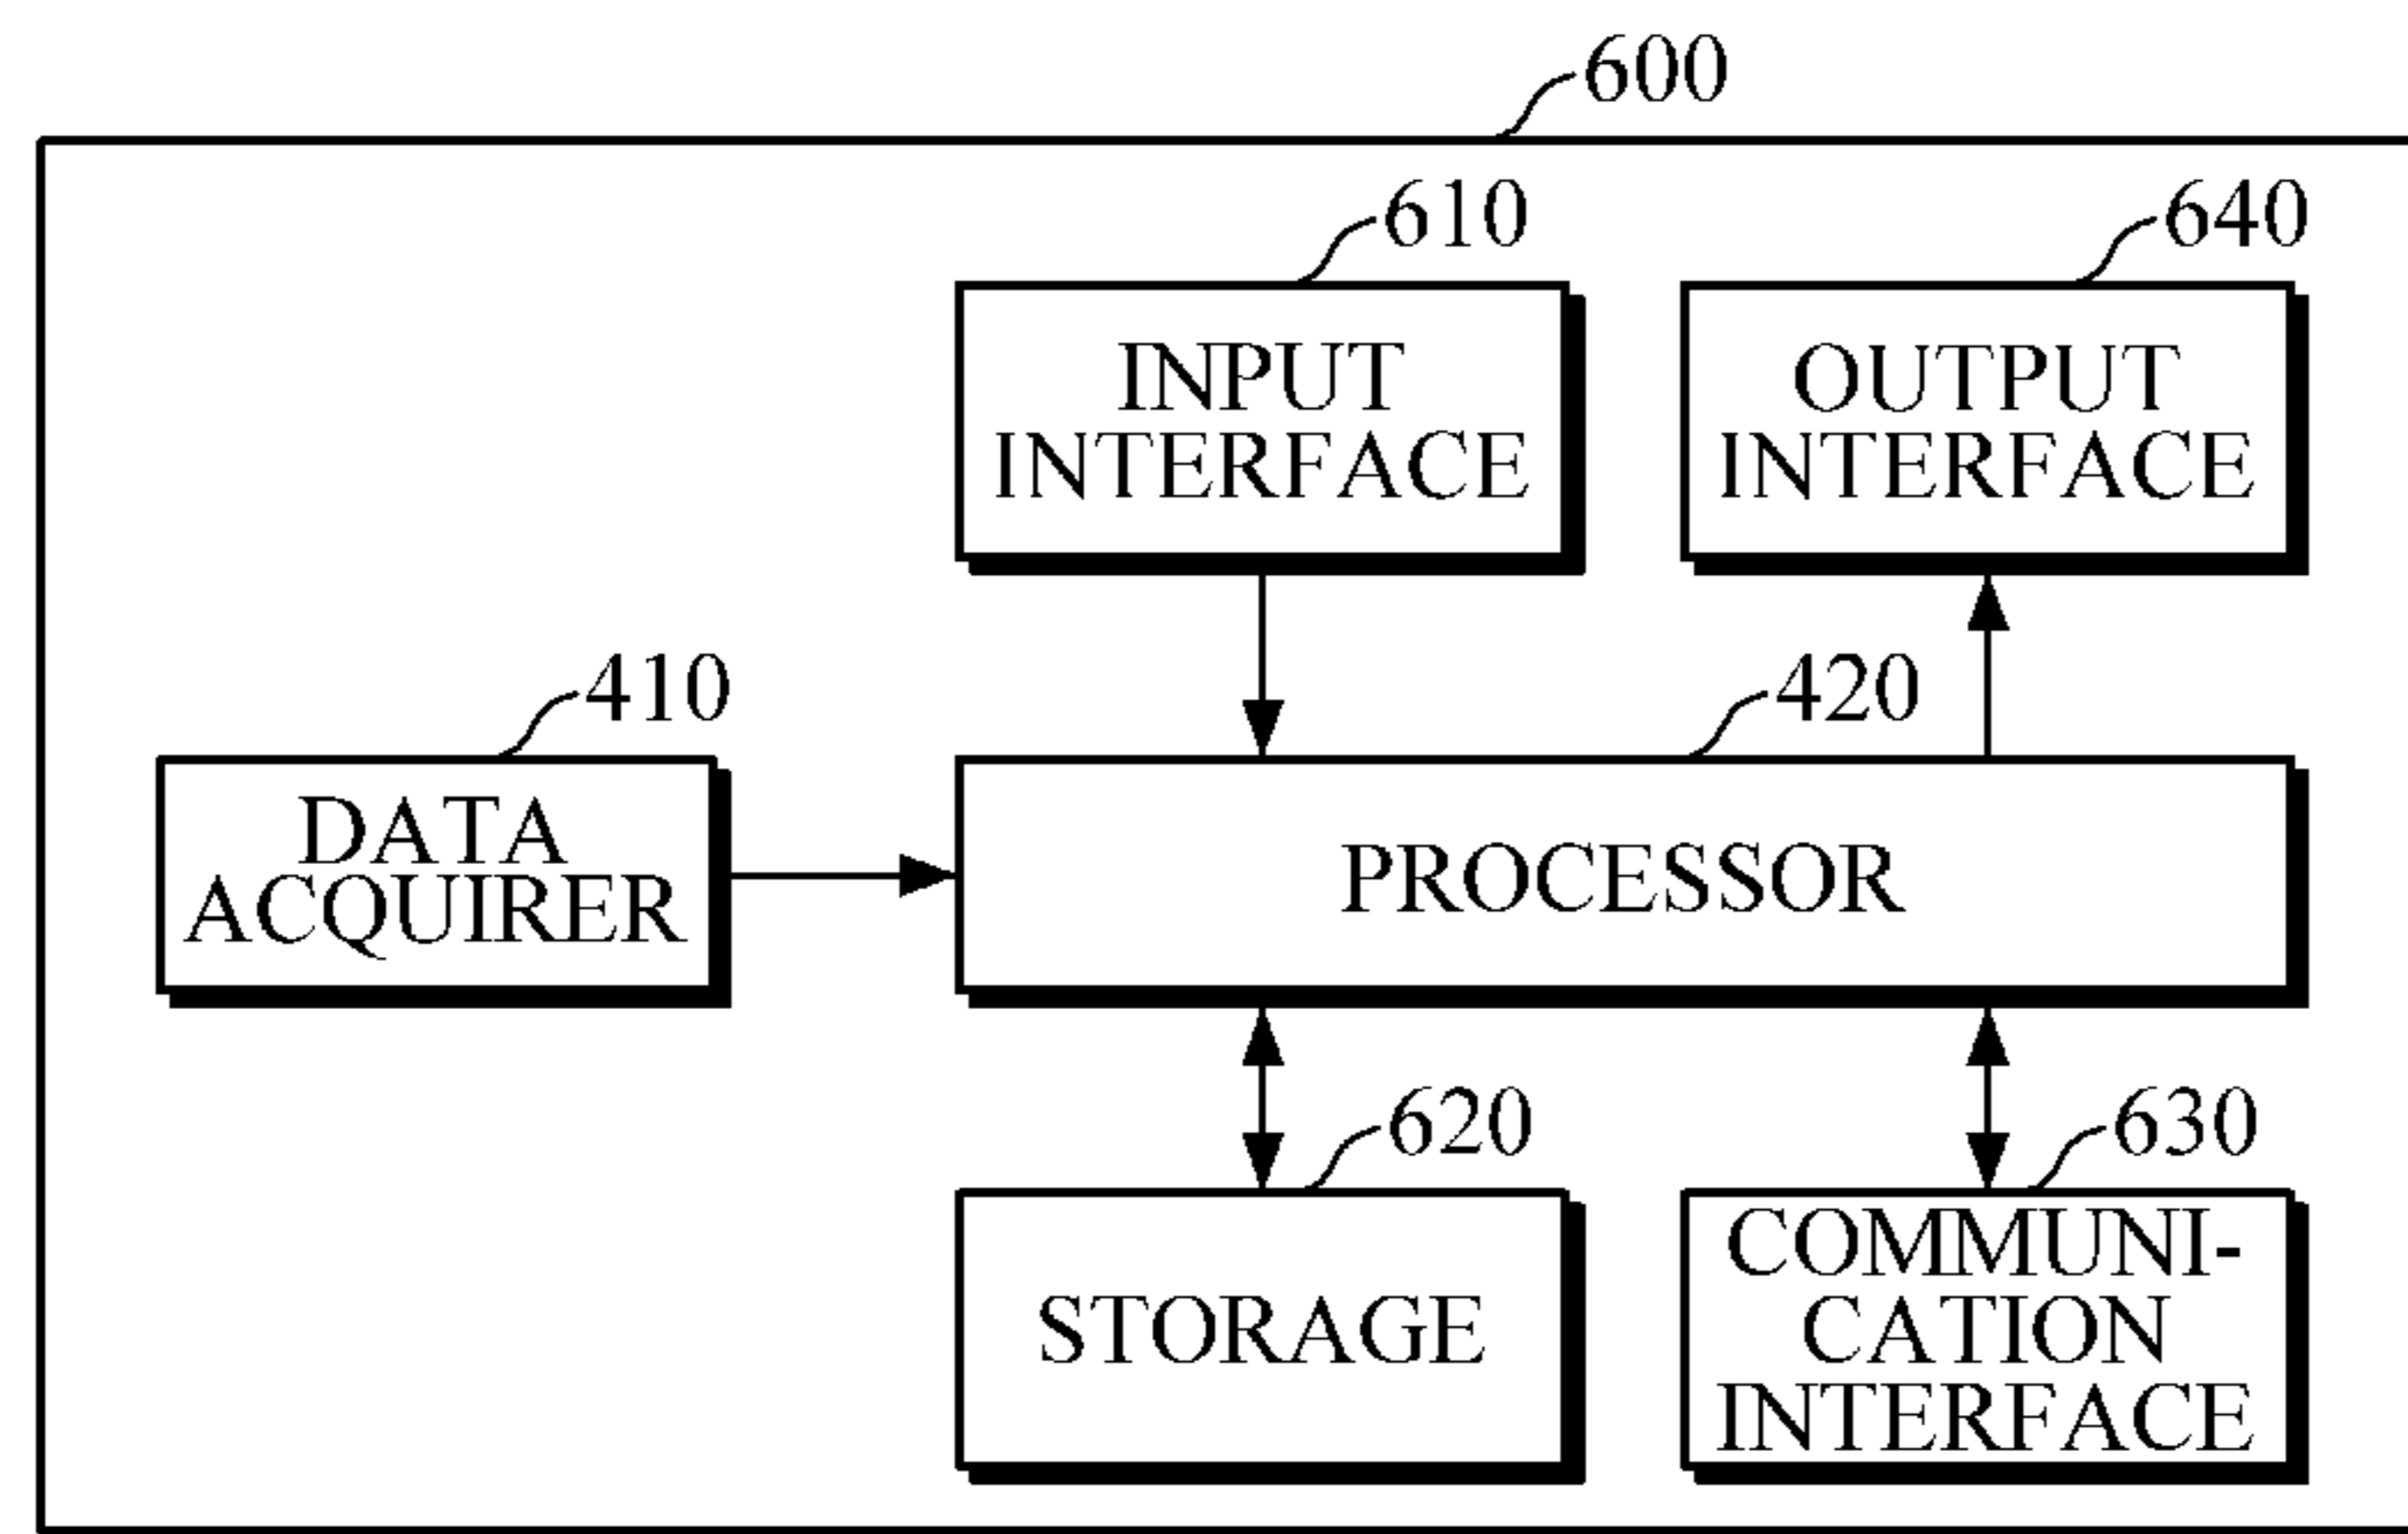 600
610
640
INPUT
INTERFACE
OUTPUT
INTERFACE
410
420
DATA
ACQUIRER
PROCESSOR
620
630
STORAGE
COMMUNI-
CATION
INTERFACE